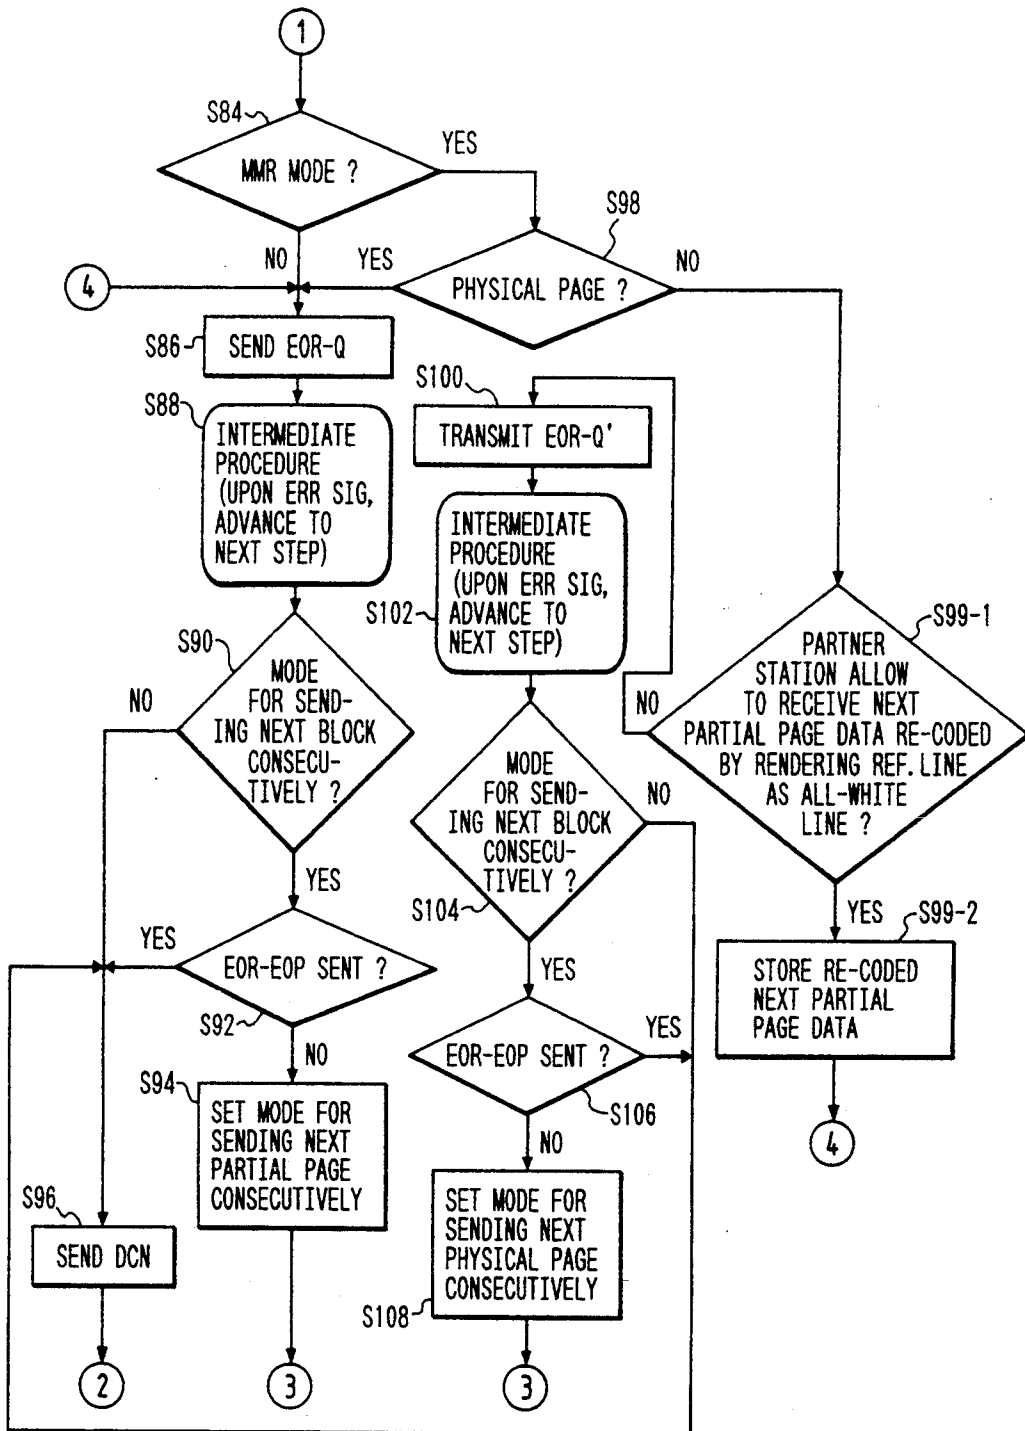 1
S84
MMR MODE ?
YES
NO
S98
PHYSICAL PAGE ?
YES
NO
4
S86
SEND EOR-Q
S88
INTERMEDIATE
PROCEDURE
(UPON ERR SIG,
ADVANCE TO
NEXT STEP)
S100
TRANSMIT EOR-Q'
S102
INTERMEDIATE
PROCEDURE
(UPON ERR SIG,
ADVANCE TO
NEXT STEP)
S99-1
PARTNER
STATION ALLOW
TO RECEIVE NEXT
PARTIAL PAGE DATA RE-CODED
BY RENDERING REF. LINE
AS ALL-WHITE
LINE ?
NO
YES
S90
MODE
FOR SEND-
ING NEXT BLOCK
CONSECU-
TIVELY ?
NO
YES
S104
MODE
FOR SEND-
ING NEXT BLOCK
CONSECU-
TIVELY ?
NO
YES
S99-2
STORE RE-CODED
NEXT PARTIAL
PAGE DATA
4
S92
EOR-EOP SENT ?
YES
NO
S106
EOR-EOP SENT ?
YES
NO
S94
SET MODE FOR
SENDING NEXT
PARTIAL PAGE
CONSECUTIVELY
S96
SEND DCN
S108
SET MODE FOR
SENDING NEXT
PHYSICAL PAGE
CONSECUTIVELY
2
3
3